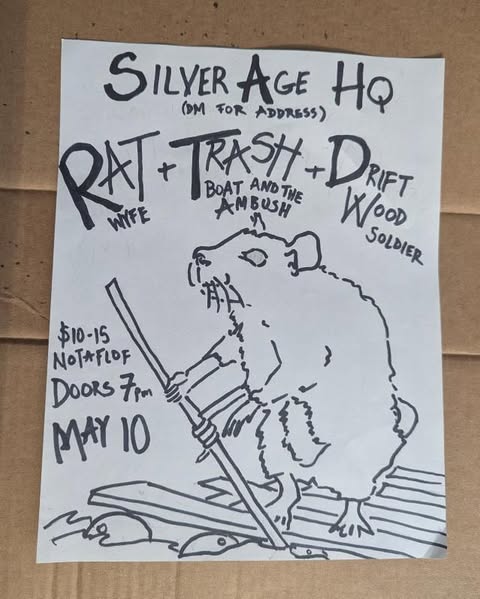 SILVER AGE HQ
(DM FOR ADDRESS)
RAT + TRASH + DRIFT
WYFE BOAT AND THE WOOD
AMBUSH SOLDIER
$10-15
NOTAFLOF
DOORS 7pm
MAY 10